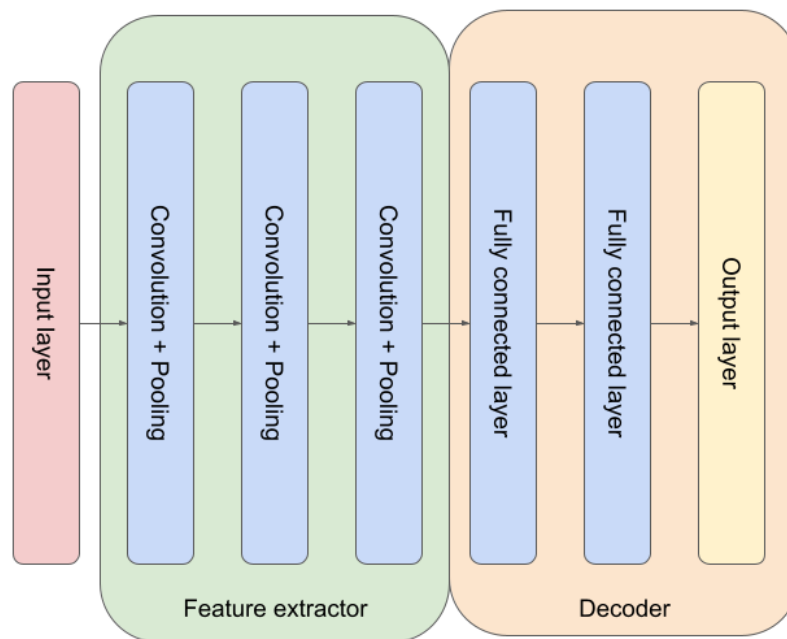 Input layer
Convolution + Pooling
Convolution + Pooling
Convolution + Pooling
Fully connected layer
Fully connected layer
Output layer
Feature extractor
Decoder